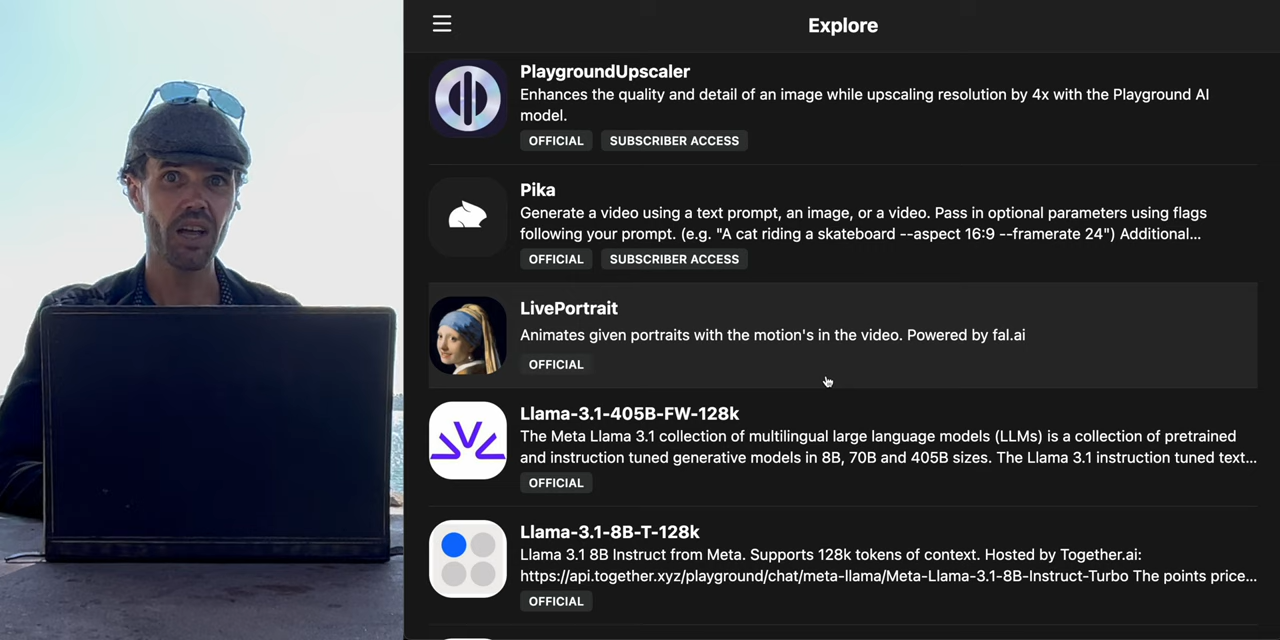 Explore
PlaygroundUpscaler
Enhances the quality and detail of an image while upscaling resolution by 4x with the Playground AI
model.
OFFICIAL SUBSCRIBER ACCESS
Pika
Generate a video using a text prompt, an image, or a video. Pass in optional parameters using flags
following your prompt. (e.g. "A cat riding a skateboard --aspect 16:9 --framerate 24") Additional...
OFFICIAL SUBSCRIBER ACCESS
LivePortrait
Animates given portraits with the motion's in the video. Powered by fal.ai
OFFICIAL
Llama-3.1-405B-FW-128k
The Meta Llama 3.1 collection of multilingual large language models (LLMs) is a collection of pretrained
and instruction tuned generative models in 8B, 70B and 405B sizes. The Llama 3.1 instruction tuned text...
OFFICIAL
Llama-3.1-8B-T-128k
Llama 3.1 8B Instruct from Meta. Supports 128k tokens of context. Hosted by Together.ai:
https://api.together.xyz/playground/chat/meta-llama/Meta-Llama-3.1-8B-Instruct-Turbo The points price...
OFFICIAL